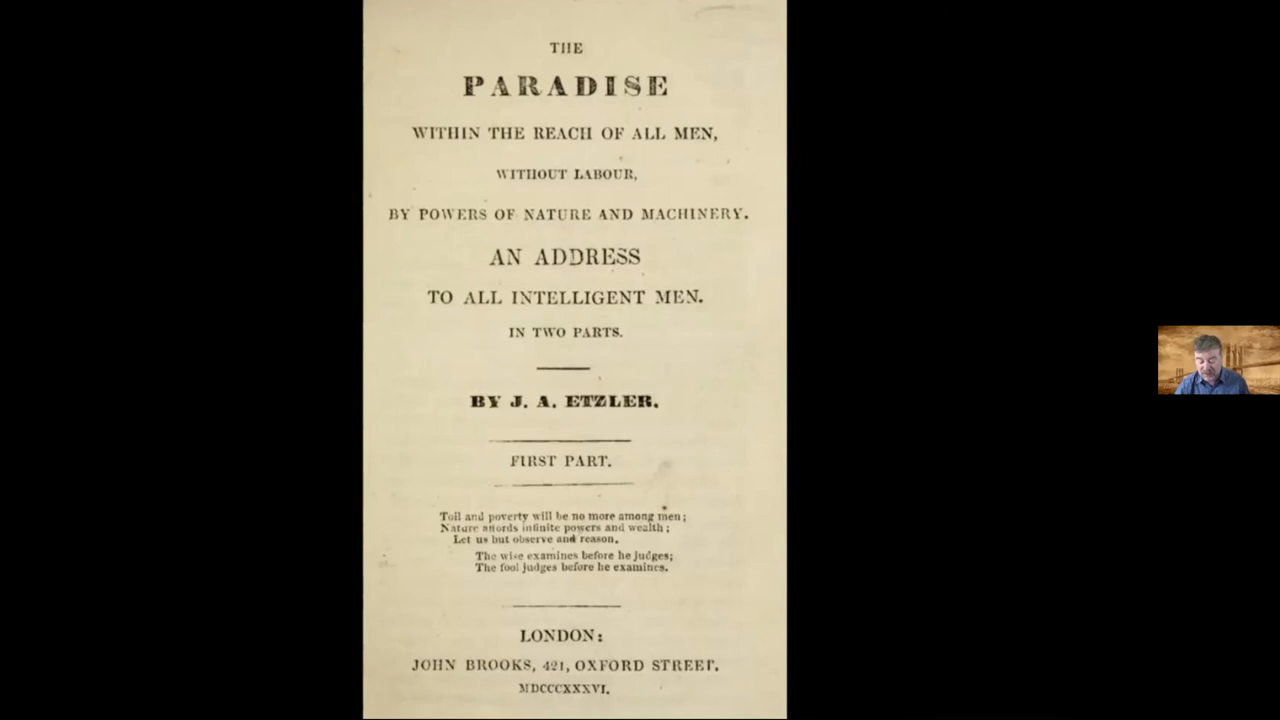 THE
PARADISE
WITHIN THE REACH OF ALL MEN,
WITHOUT LABOUR,
BY POWERS OF NATURE AND MACHINERY.
AN ADDRESS
TO ALL INTELLIGENT MEN.
IN TWO PARTS.
BY J. A. ETZLER.
FIRST PART.
Toil and poverty will be no more among men;
Nature affords infinite powers and wealth;
Let us but observe and reason.
The wise examines before he judges;
The fool judges before he examines.
LONDON:
JOHN BROOKS, 421, OXFORD STREET.
MDCCCXXXVI.